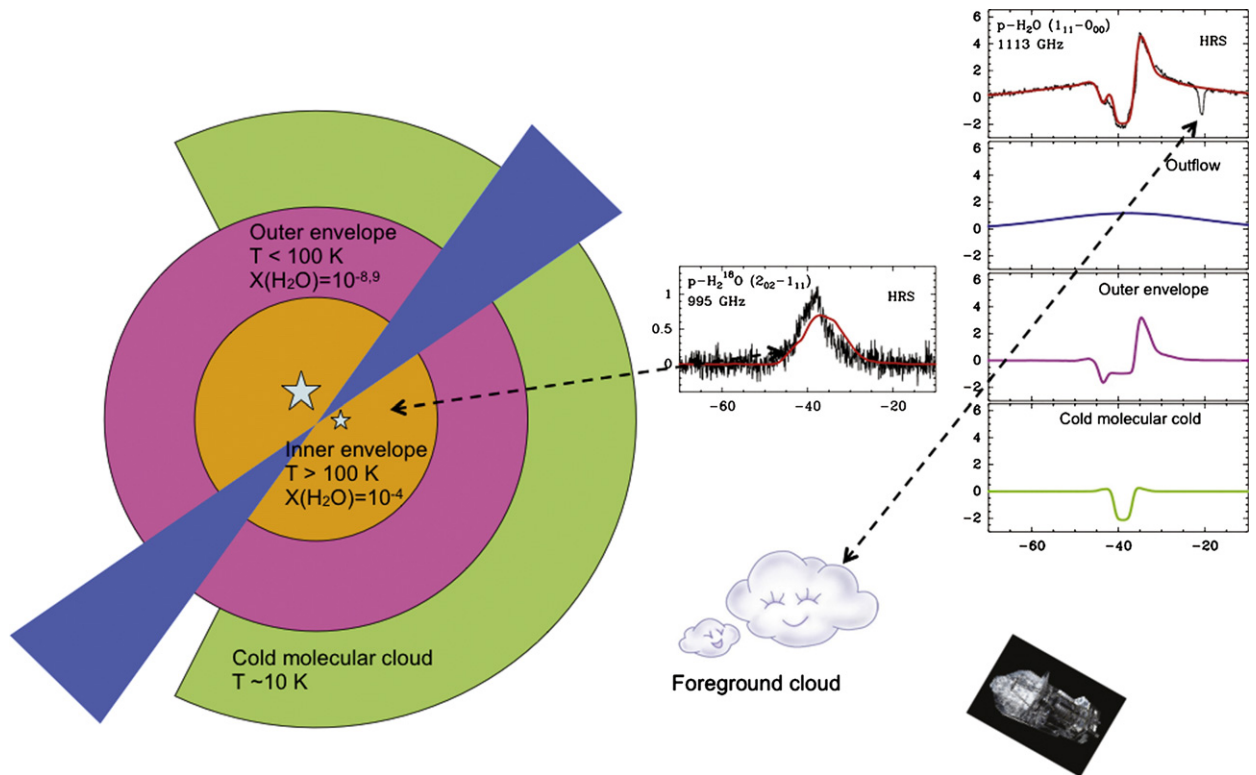 Outer envelope
T < 100 K
X(H₂O)=10⁻⁸,⁹
Inner envelope
T > 100 K
X(H₂O)=10⁻⁴
Cold molecular cloud
T ~10 K
p-H₂¹⁸O (2₀₂-1₁₁)
995 GHz
HRS
1
0.5
0
-60
-40
-20
Foreground cloud
p-H₂O (1₁₁-0₀₀)
1113 GHz
HRS
6
4
2
0
-2
Outflow
6
4
2
0
Outer envelope
6
4
2
0
-2
Cold molecular cold
6
4
2
0
-2
-60
-40
-20